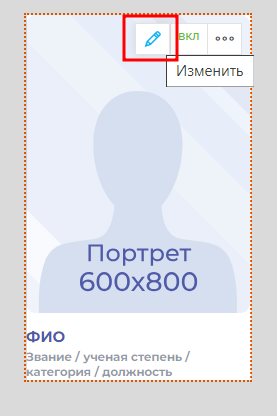 вкл
Изменить
Портрет
600x800
ФИО
Звание / ученая степень /
категория / должность